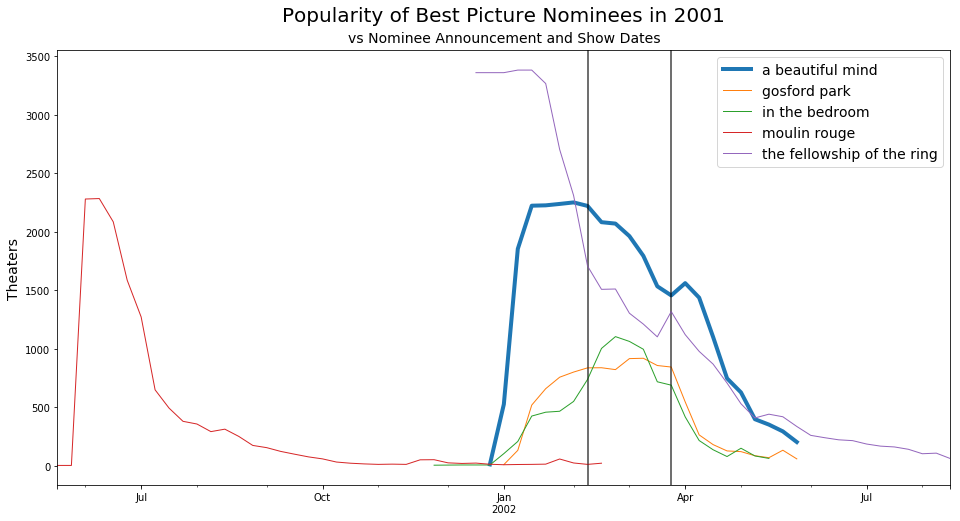 Popularity of Best Picture Nominees in 2001
vs Nominee Announcement and Show Dates
a beautiful mind
gosford park
in the bedroom
moulin rouge
the fellowship of the ring
Theaters
3500
3000
2500
2000
1500
1000
500
0
Jul
Oct
Jan
2002
Apr
Jul